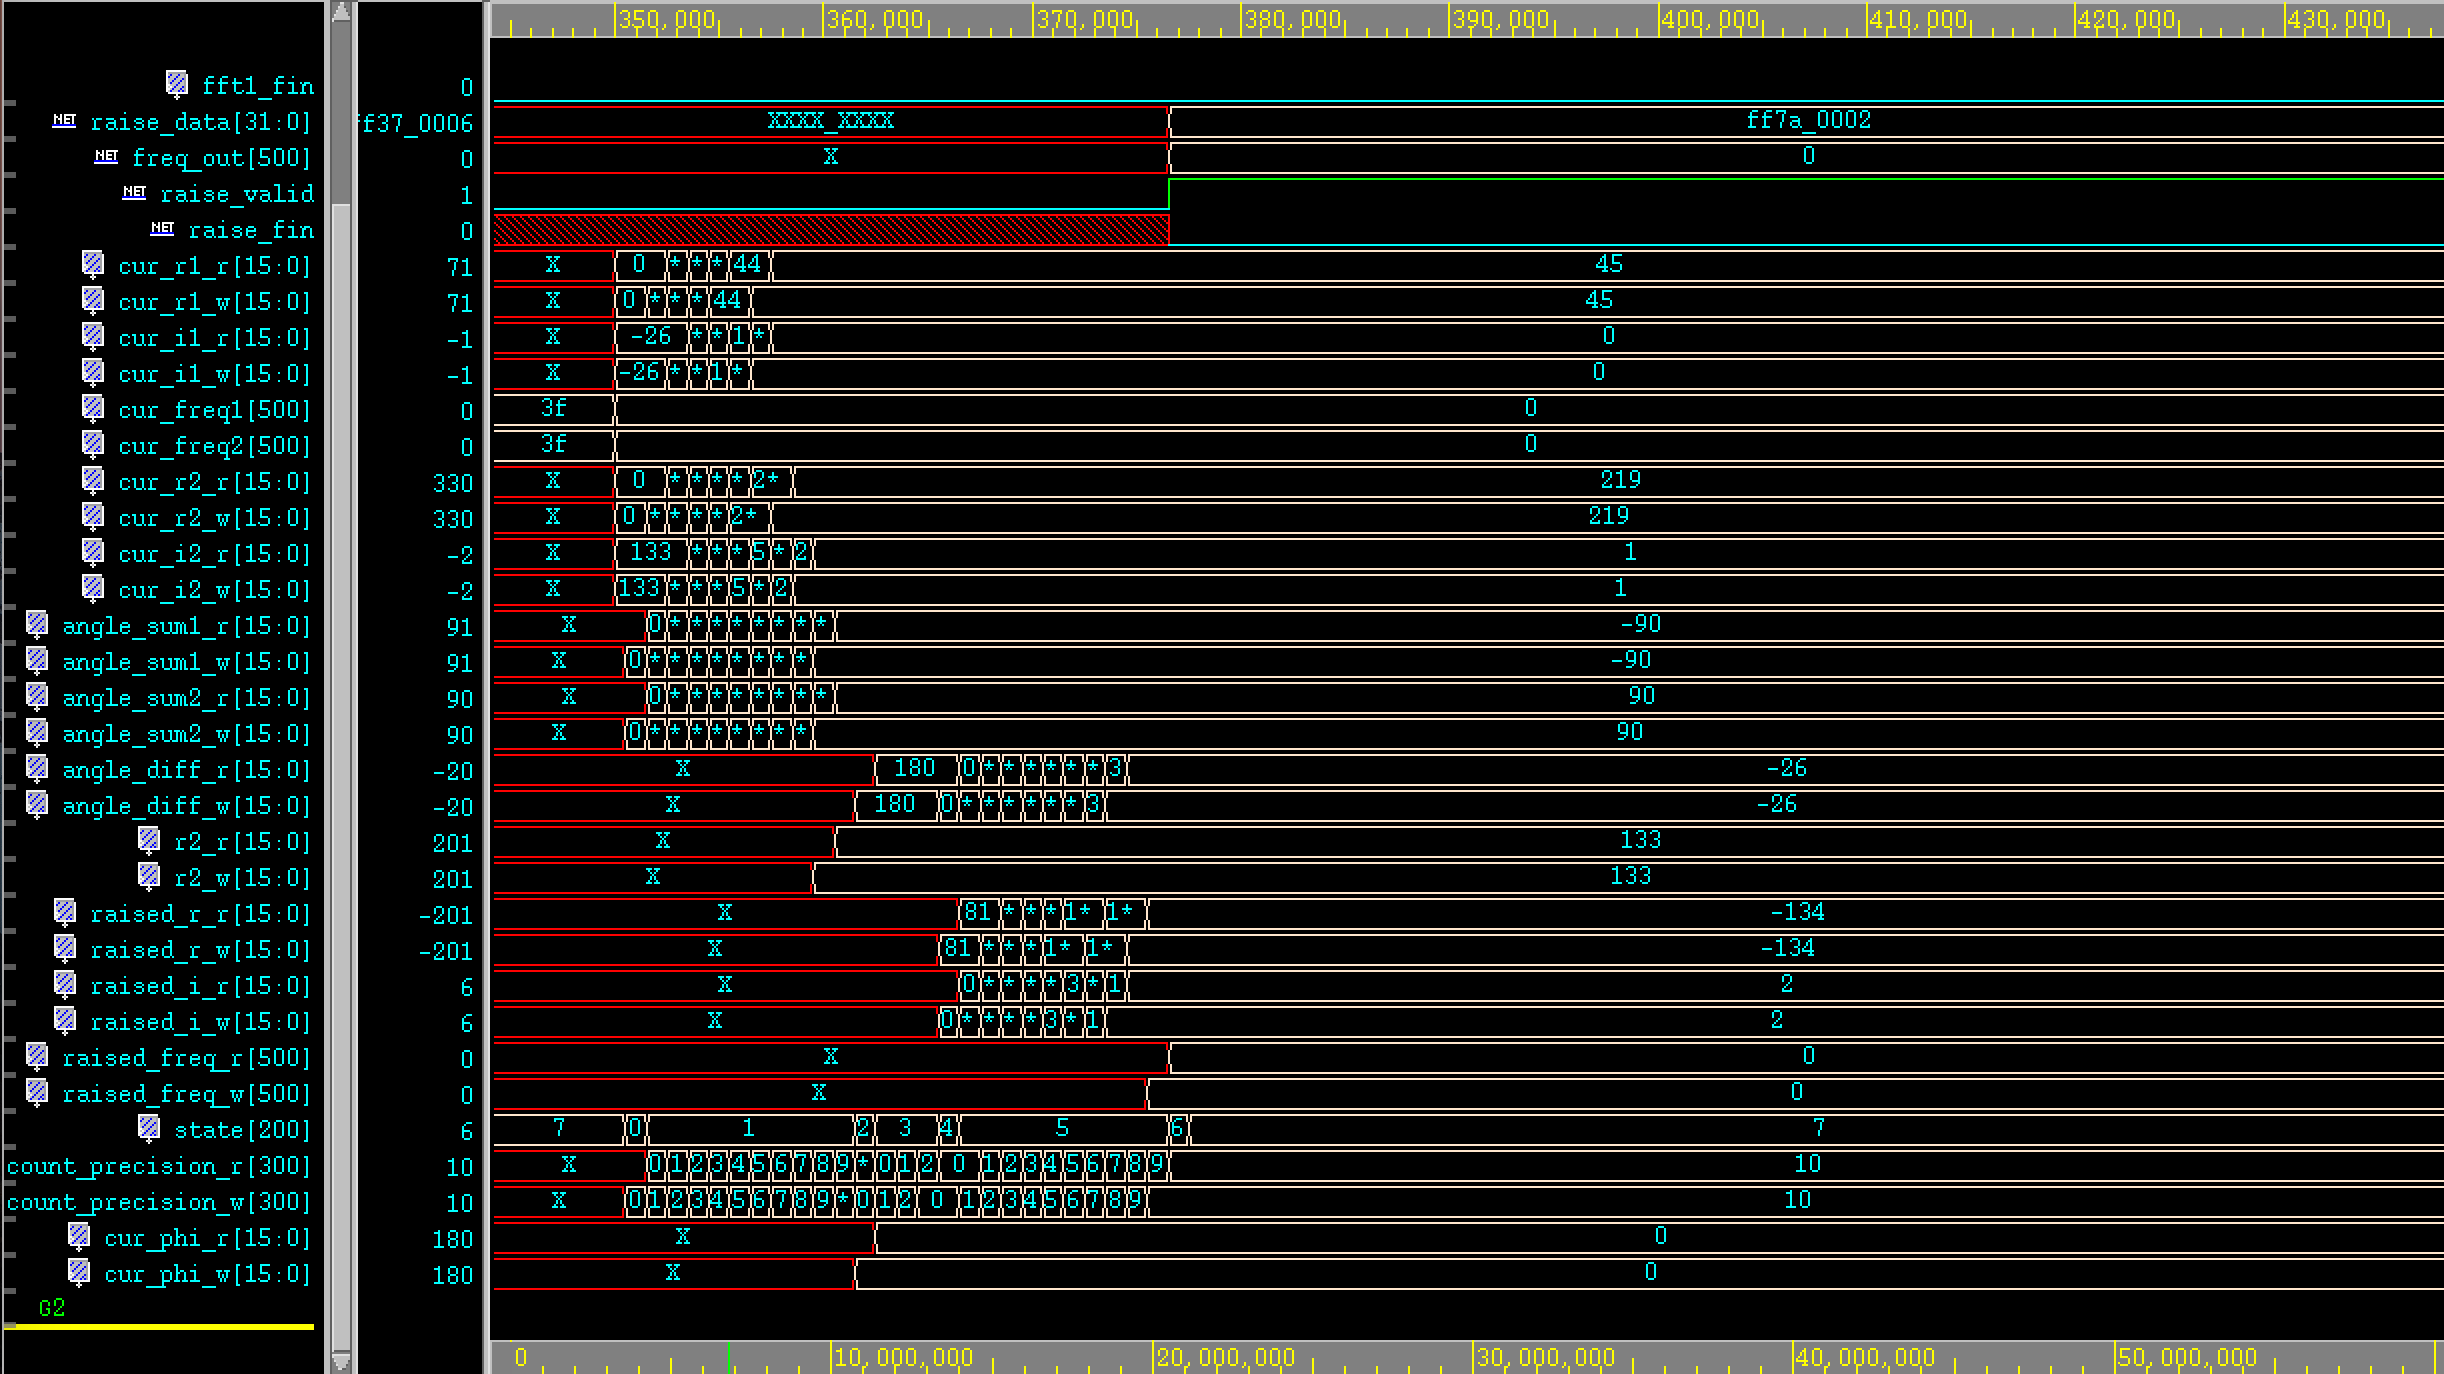 350,000 360,000 370,000 380,000 390,000 400,000 410,000 420,000 430,000
fft1_fin 0
NET raise_data[31:0] ff37_0006 XXXX_XXXX ff7a_0002
NET freq_out[500] 0 X 0
NET raise_valid 1
NET raise_fin 0
cur_r1_r[15:0] 71 X 0 * * * 44 45
cur_r1_w[15:0] 71 X 0 * * * 44 45
cur_i1_r[15:0] -1 X -26 * * 1 * 0
cur_i1_w[15:0] -1 X -26 * * 1 * 0
cur_freq1[500] 0 3f 0
cur_freq2[500] 0 3f 0
cur_r2_r[15:0] 330 X 0 * * * * 2* 219
cur_r2_w[15:0] 330 X 0 * * * * 2* 219
cur_i2_r[15:0] -2 X 133 * * * 5 * 2 1
cur_i2_w[15:0] -2 X 133 * * * 5 * 2 1
angle_sum1_r[15:0] 91 X 0 * * * * * * * * -90
angle_sum1_w[15:0] 91 X 0 * * * * * * * * -90
angle_sum2_r[15:0] 90 X 0 * * * * * * * * 90
angle_sum2_w[15:0] 90 X 0 * * * * * * * * 90
angle_diff_r[15:0] -20 X 180 0 * * * * * * 3 -26
angle_diff_w[15:0] -20 X 180 0 * * * * * * 3 -26
r2_r[15:0] 201 X 133
r2_w[15:0] 201 X 133
raised_r_r[15:0] -201 X 81 * * * 1* 1* -134
raised_r_w[15:0] -201 X 81 * * * 1* 1* -134
raised_i_r[15:0] 6 X 0 * * * * 3 * 1 2
raised_i_w[15:0] 6 X 0 * * * * 3 * 1 2
raised_freq_r[500] 0 X 0
raised_freq_w[500] 0 X 0
state[200] 6 7 0 1 2 3 4 5 6 7
count_precision_r[300] 10 X 0 1 2 3 4 5 6 7 8 9 * 0 1 2 0 1 2 3 4 5 6 7 8 9 10
count_precision_w[300] 10 X 0 1 2 3 4 5 6 7 8 9 * 0 1 2 0 1 2 3 4 5 6 7 8 9 10
cur_phi_r[15:0] 180 X 0
cur_phi_w[15:0] 180 X 0
G2
0 10,000,000 20,000,000 30,000,000 40,000,000 50,000,000